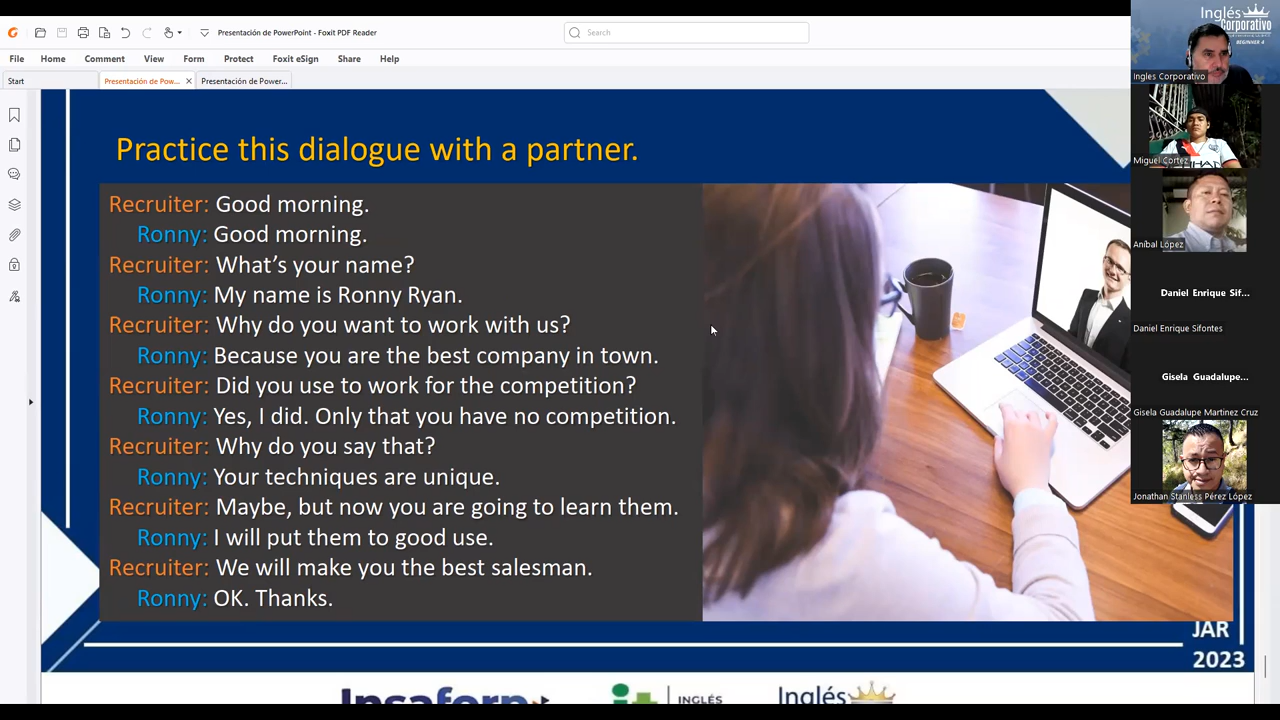 Presentación de PowerPoint - Foxit PDF Reader
Search
File Home Comment View Form Protect Foxit eSign Share Help
Start
Presentación de Pow... ×
Presentación de Power...
Practice this dialogue with a partner.
Recruiter: Good morning.
Ronny: Good morning.
Recruiter: What's your name?
Ronny: My name is Ronny Ryan.
Recruiter: Why do you want to work with us?
Ronny: Because you are the best company in town.
Recruiter: Did you use to work for the competition?
Ronny: Yes, I did. Only that you have no competition.
Recruiter: Why do you say that?
Ronny: Your techniques are unique.
Recruiter: Maybe, but now you are going to learn them.
Ronny: I will put them to good use.
Recruiter: We will make you the best salesman.
Ronny: OK. Thanks.
JAR
2023
Insaforp
INGLÉS
Inglés
Inglés
Corporativo
BEGINNER 4
Ingles Corporativo
Miguel Cortez
Aníbal López
Daniel Enrique Sif...
Daniel Enrique Sifontes
Gisela Guadalupe...
Gisela Guadalupe Martinez Cruz
Jonathan Stanless Pérez López